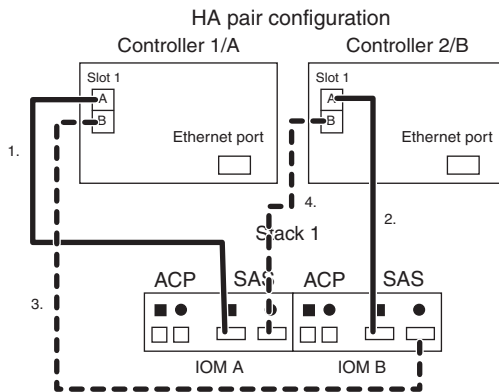 HA pair configuration
Controller 1/A
Controller 2/B
Slot 1
A
B
Ethernet port
Slot 1
A
B
Ethernet port
1.
4.
2.
Stack 1
3.
ACP
SAS
ACP
SAS
IOM A
IOM B